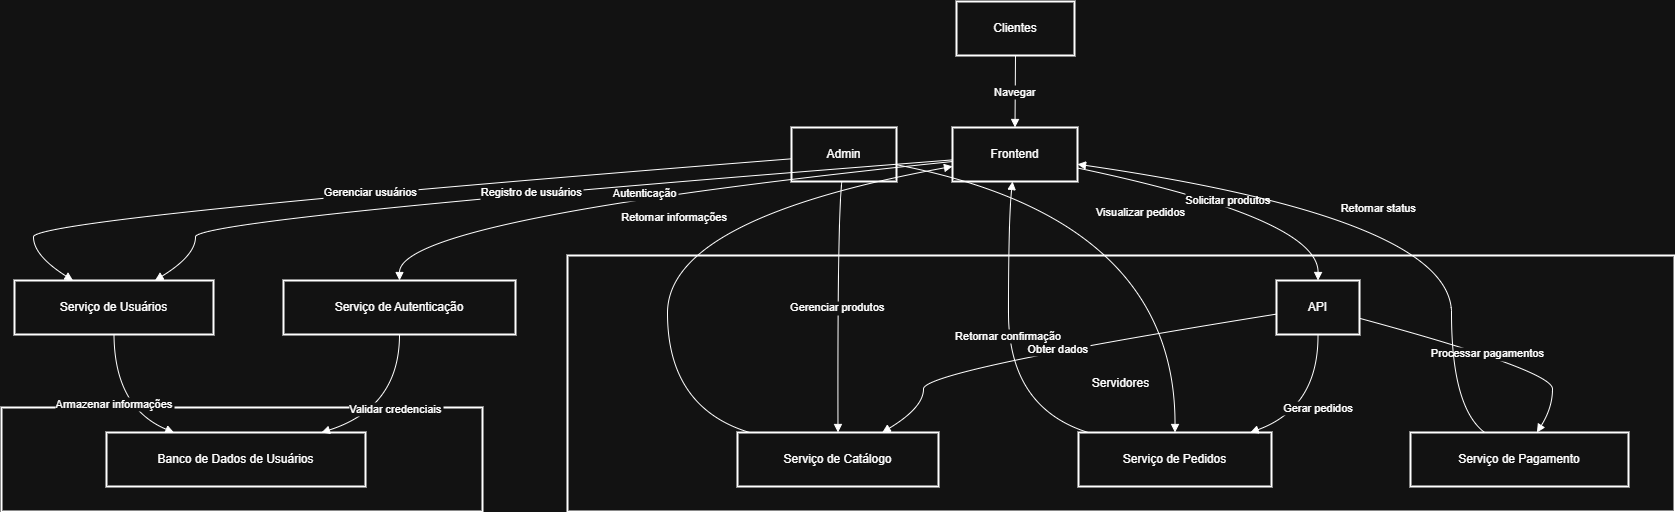 Clientes
Navegar
Admin
Frontend
Gerenciar usuários
Registro de usuários
Autenticação
Retornar informações
Visualizar pedidos
Solicitar produtos
Retornar status
Serviço de Usuários
Serviço de Autenticação
Gerenciar produtos
API
Retornar confirmação
Obter dados
Processar pagamentos
Servidores
Armazenar informações
Validar credenciais
Gerar pedidos
Banco de Dados de Usuários
Serviço de Catálogo
Serviço de Pedidos
Serviço de Pagamento